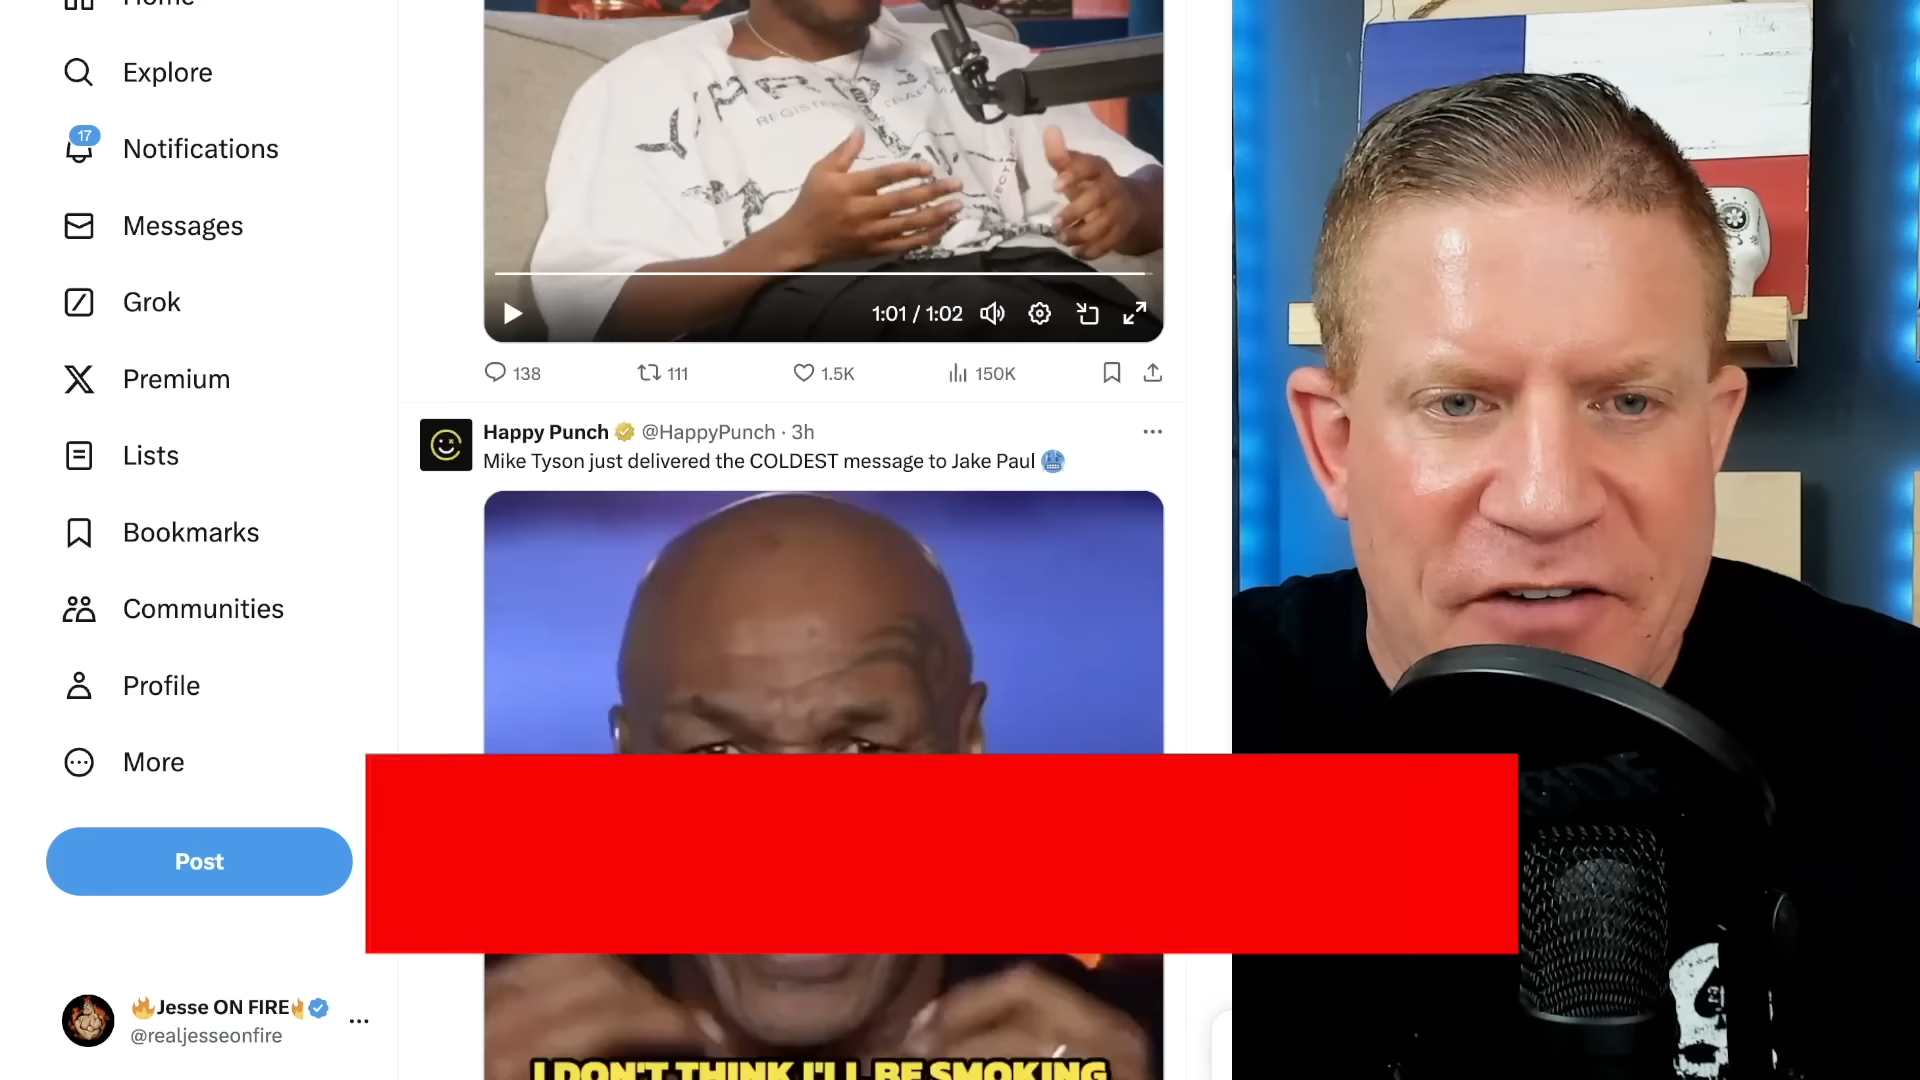 Home
Explore
17
Notifications
Messages
Grok
Premium
Lists
Bookmarks
Communities
Profile
More
Post
🔥Jesse ON FIRE🔥
@realjesseonfire
REGIST
1:01 / 1:02
138 111 1.5K 150K
Happy Punch @HappyPunch · 3h
Mike Tyson just delivered the COLDEST message to Jake Paul 🥶
I DON'T THINK I'LL BE SMOKING